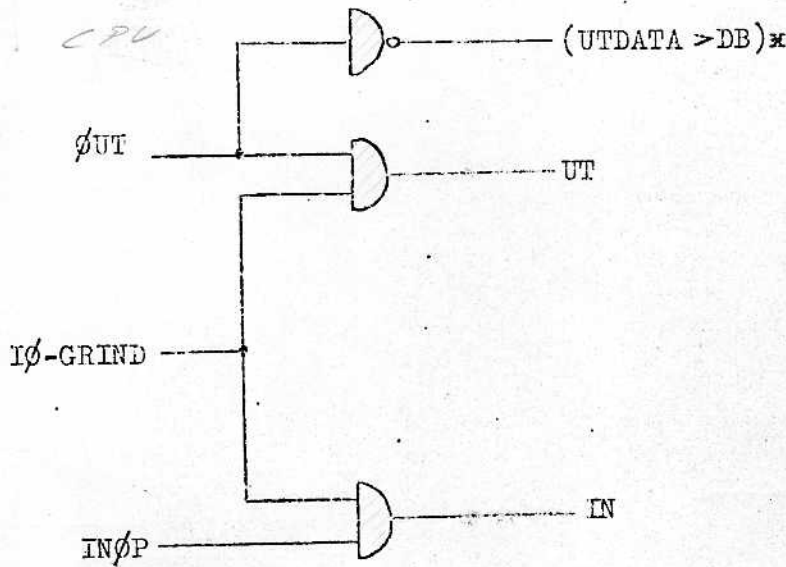 CPU
(UTDATA >DB)*
ØUT
UT
IØ-GRIND
IN
INØP